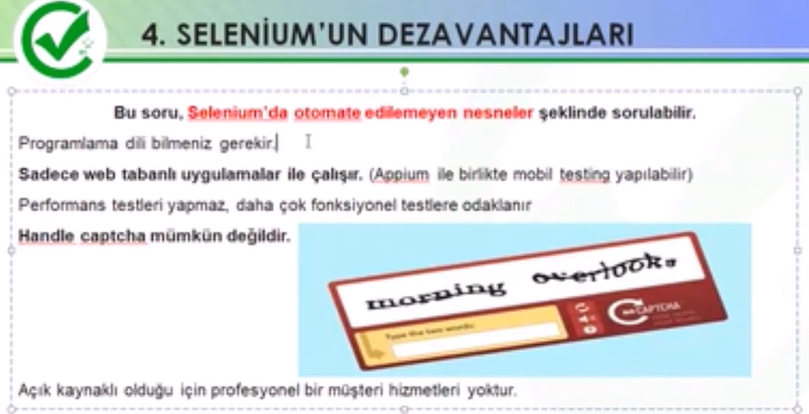 4. SELENİUM'UN DEZAVANTAJLARI
Bu soru, Selenium'da otomate edilemeyen nesneler şeklinde sorulabilir.
Programlama dili bilmeniz gerekir.
Sadece web tabanlı uygulamalar ile çalışır. (Appium ile birlikte mobil testing yapılabilir)
Performans testleri yapmaz, daha çok fonksiyonel testlere odaklanır
Handle captcha mümkün değildir.
morning overlook.
Type the two words:
CAPTCHA
Açık kaynaklı olduğu için profesyonel bir müşteri hizmetleri yoktur.